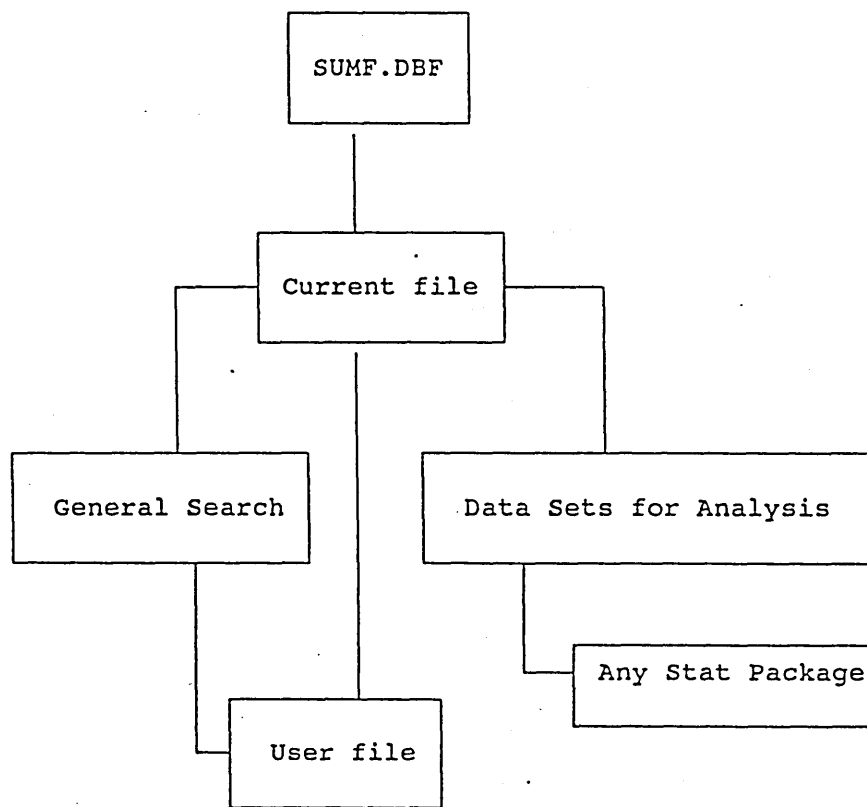 SUMF.DBF
Current file
General Search
Data Sets for Analysis
Any Stat Package
User file